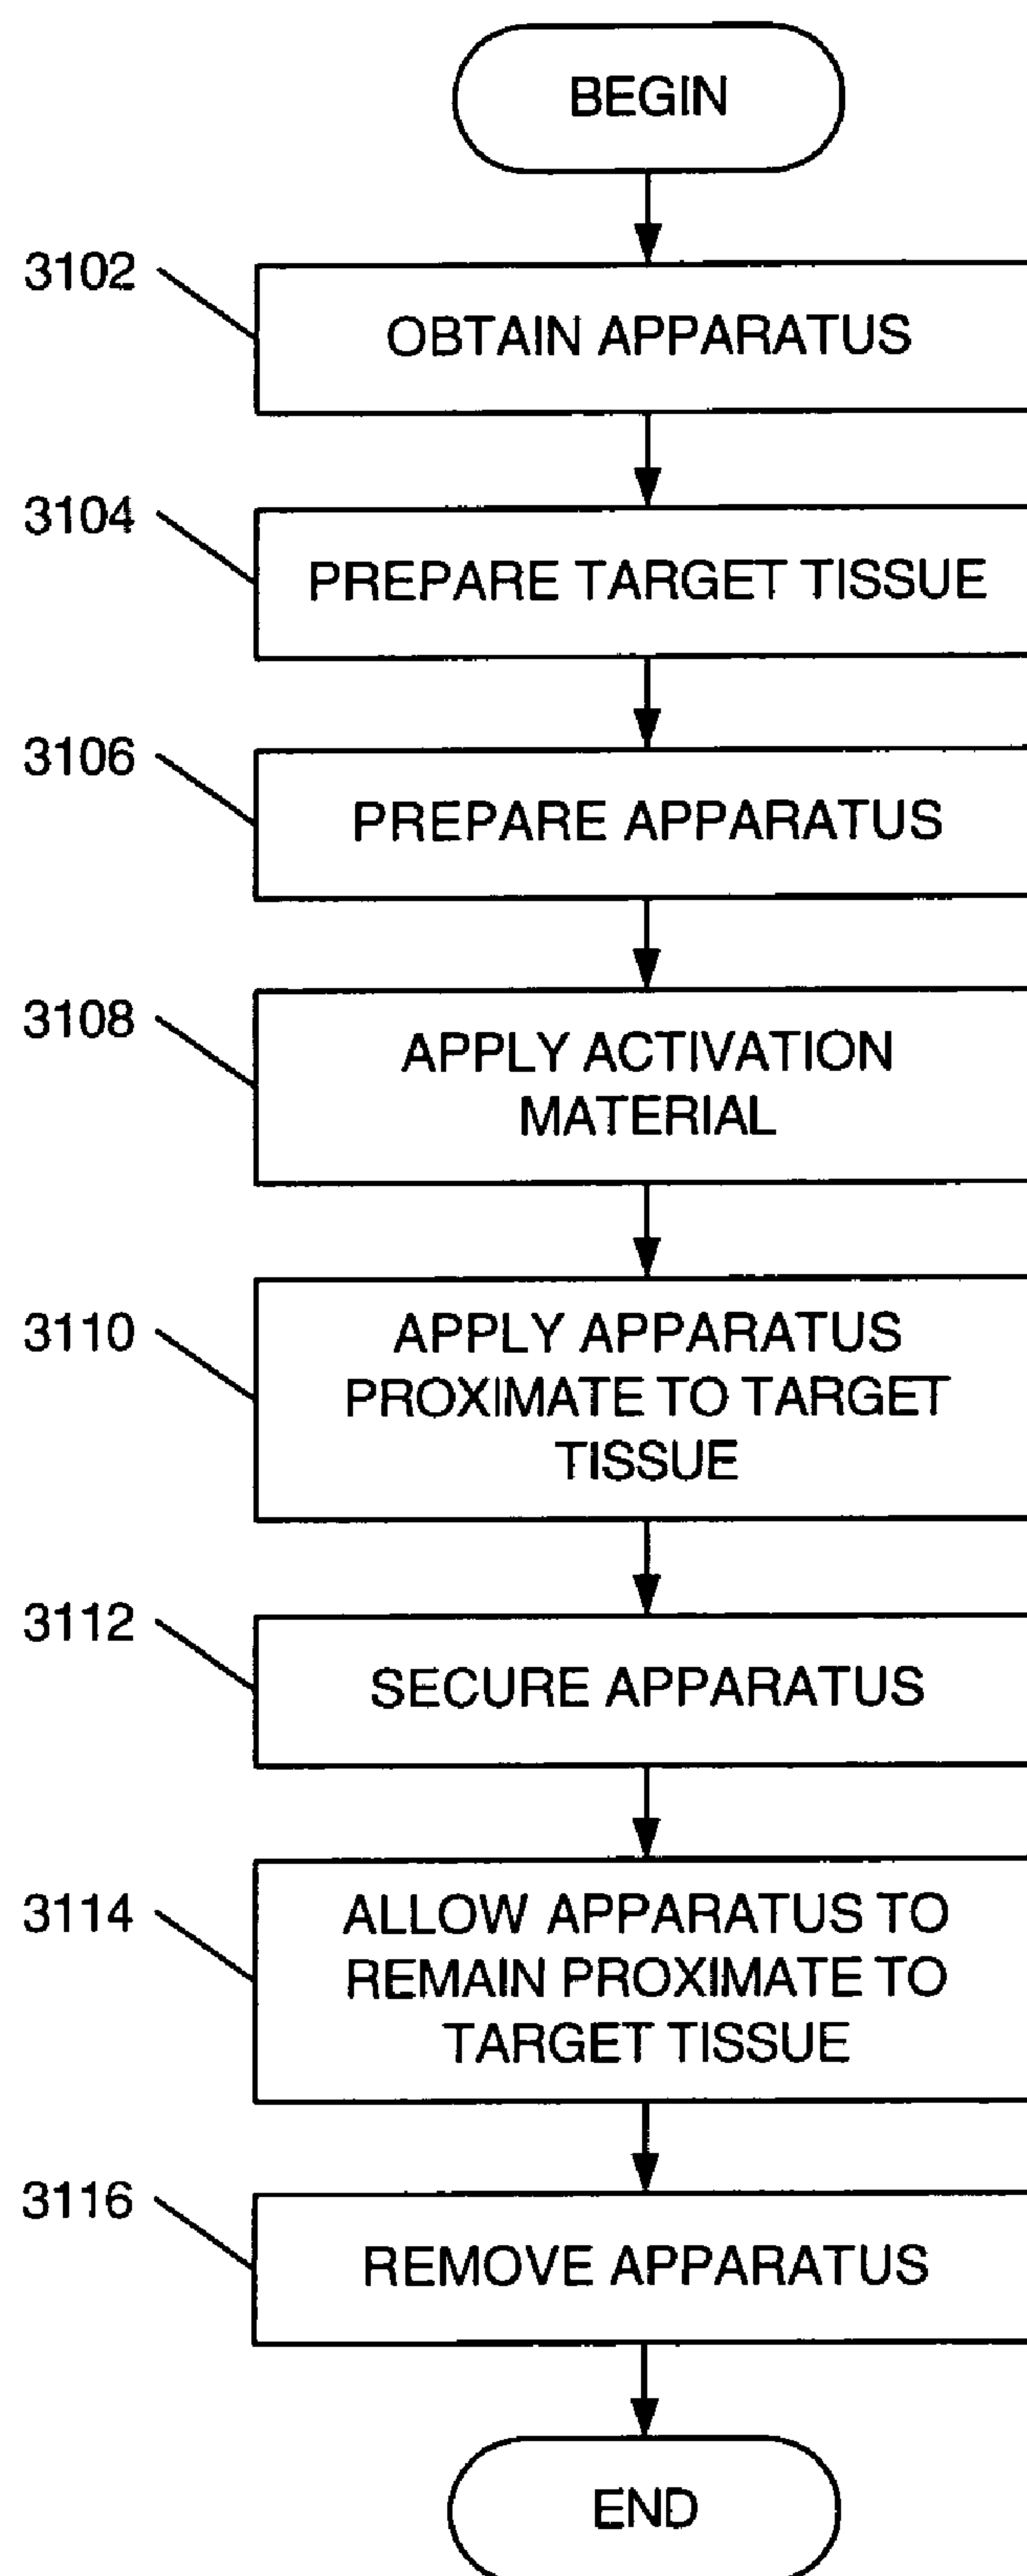 BEGIN
3102
OBTAIN APPARATUS
3104
PREPARE TARGET TISSUE
3106
PREPARE APPARATUS
3108
APPLY ACTIVATION
MATERIAL
3110
APPLY APPARATUS
PROXIMATE TO TARGET
TISSUE
3112
SECURE APPARATUS
3114
ALLOW APPARATUS TO
REMAIN PROXIMATE TO
TARGET TISSUE
3116
REMOVE APPARATUS
END